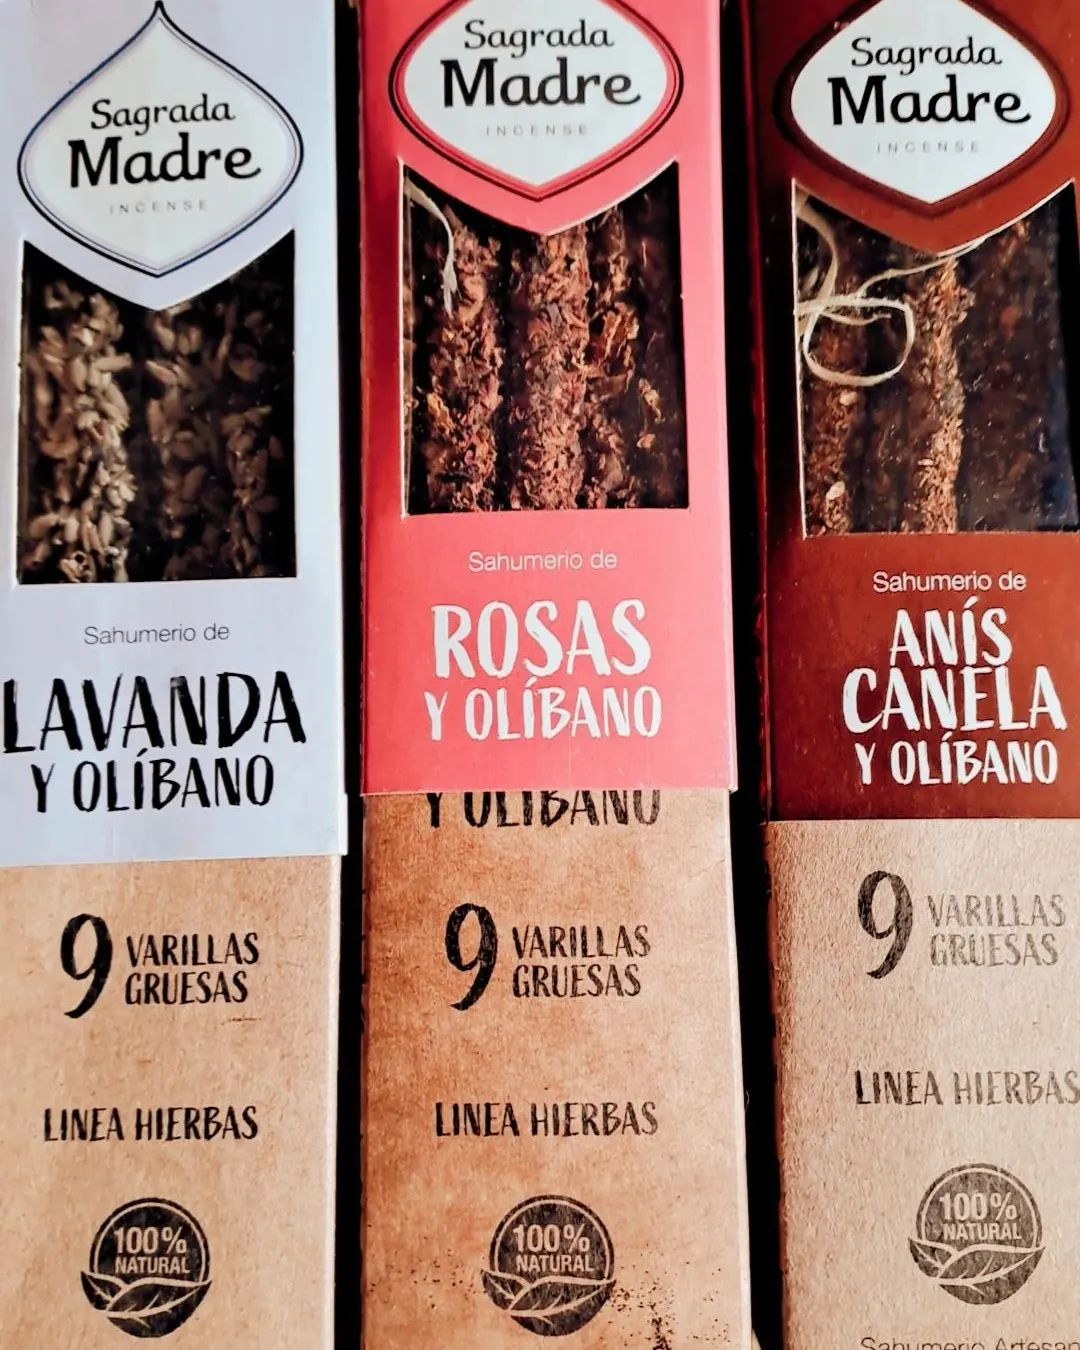 Sagrada
Madre
INCENSE
Sahumerio de
LAVANDA
Y OLÍBANO
9 VARILLAS
GRUESAS
LINEA HIERBAS
100%
NATURAL
Sagrada
Madre
INCENSE
Sahumerio de
ROSAS
Y OLÍBANO
Y OLÍBANO
9 VARILLAS
GRUESAS
LINEA HIERBAS
100%
NATURAL
Sagrada
Madre
INCENSE
Sahumerio de
ANÍS
CANELA
Y OLÍBANO
9 VARILLAS
GRUESAS
LINEA HIERBAS
100%
NATURAL
Sahumerio